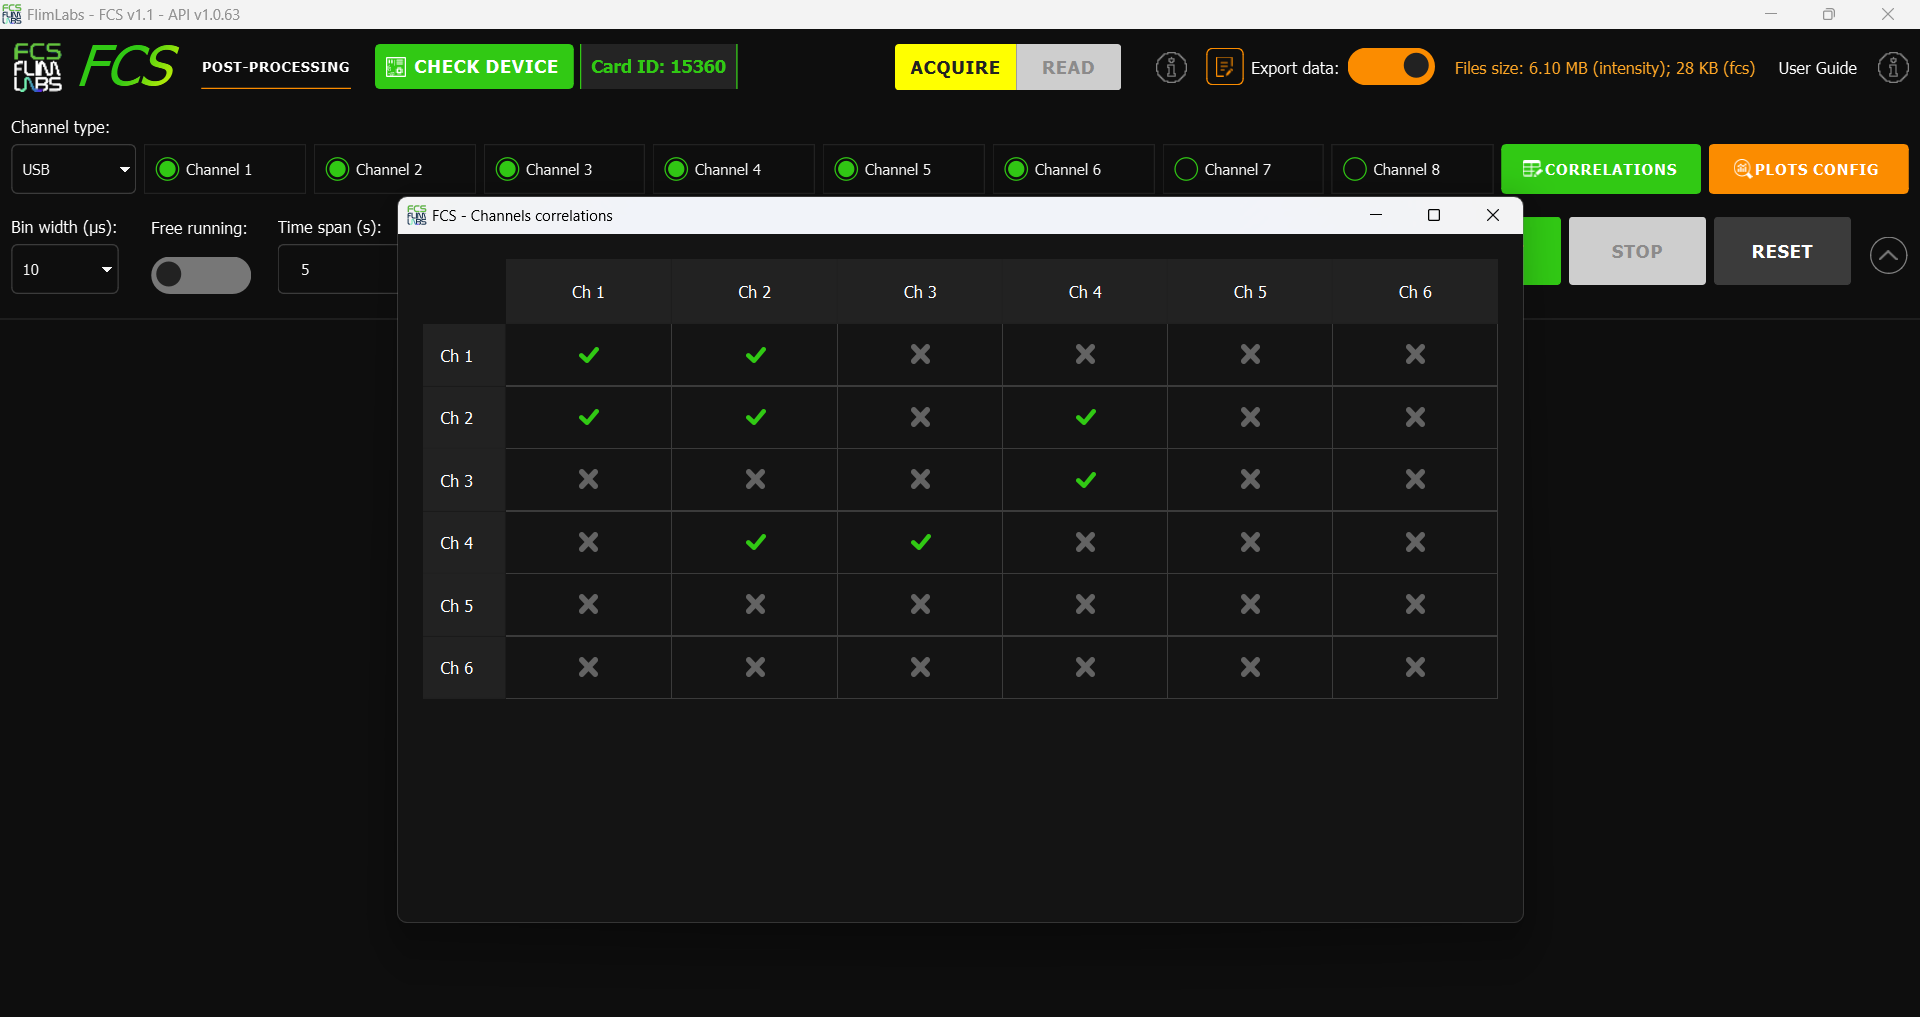 FlimLabs - FCS v1.1 - API v1.0.63
FCS
FLIM
LABS
FCS
POST-PROCESSING
CHECK DEVICE
Card ID: 15360
ACQUIRE
READ
Export data:
Files size: 6.10 MB (intensity); 28 KB (fcs)
User Guide
Channel type:
USB
Channel 1
Channel 2
Channel 3
Channel 4
Channel 5
Channel 6
Channel 7
Channel 8
CORRELATIONS
PLOTS CONFIG
Bin width (µs):
Free running:
Time span (s):
10
5
STOP
RESET
FCS - Channels correlations
Ch 1 Ch 2 Ch 3 Ch 4 Ch 5 Ch 6
Ch 1
Ch 2
Ch 3
Ch 4
Ch 5
Ch 6